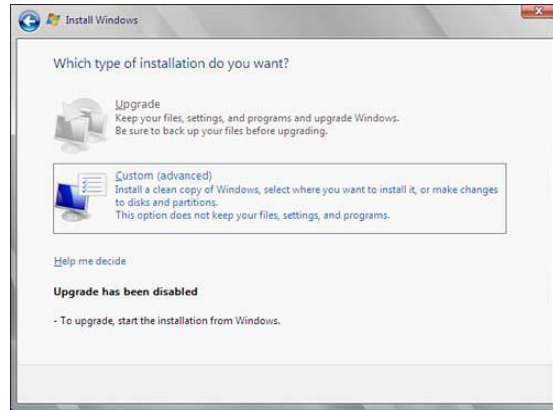 Install Windows
Which type of installation do you want?
Upgrade
Keep your files, settings, and programs and upgrade Windows.
Be sure to back up your files before upgrading.
Custom (advanced)
Install a clean copy of Windows, select where you want to install it, or make changes
to disks and partitions.
This option does not keep your files, settings, and programs.
Help me decide
Upgrade has been disabled
- To upgrade, start the installation from Windows.